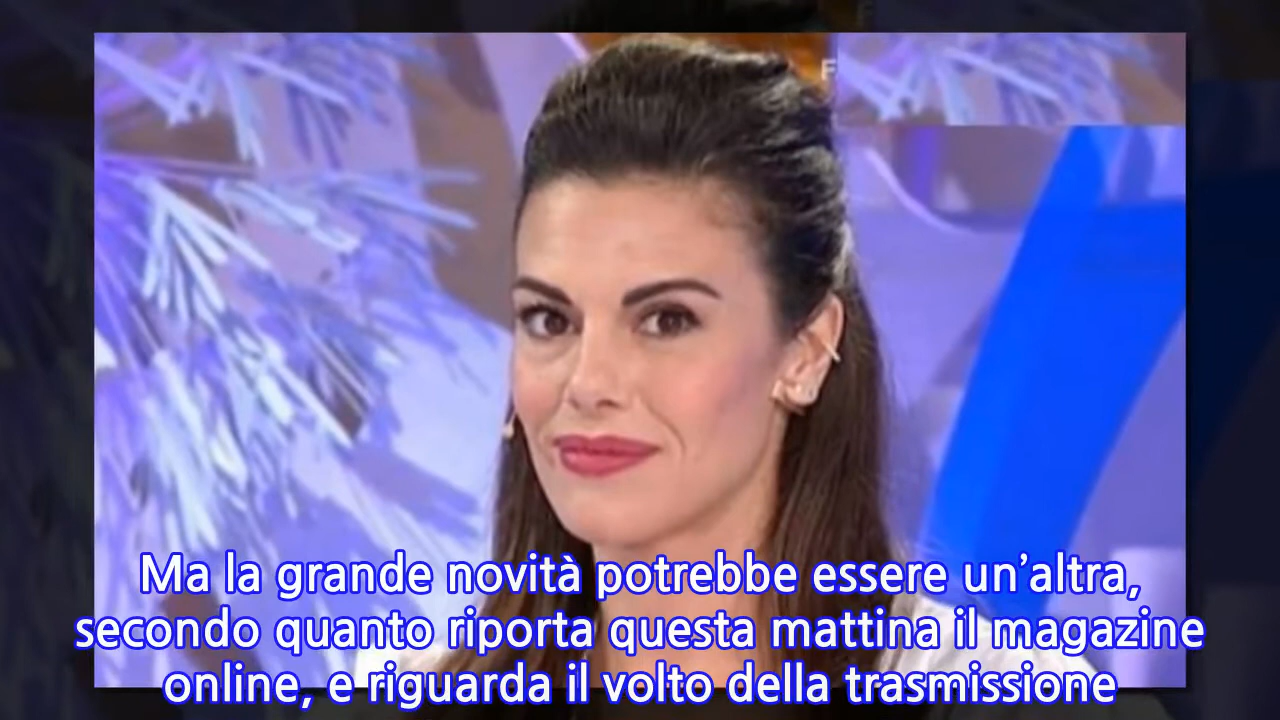 F
Ma la grande novità potrebbe essere un’altra,
secondo quanto riporta questa mattina il magazine
online, e riguarda il volto della trasmissione